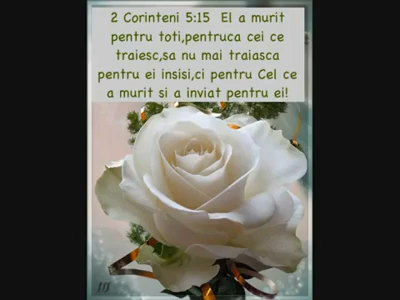 2 Corinteni 5:15 El a murit
pentru toti,pentruca cei ce
traiesc,sa nu mai traiasca
pentru ei insisi,ci pentru Cel ce
a murit si a inviat pentru ei!